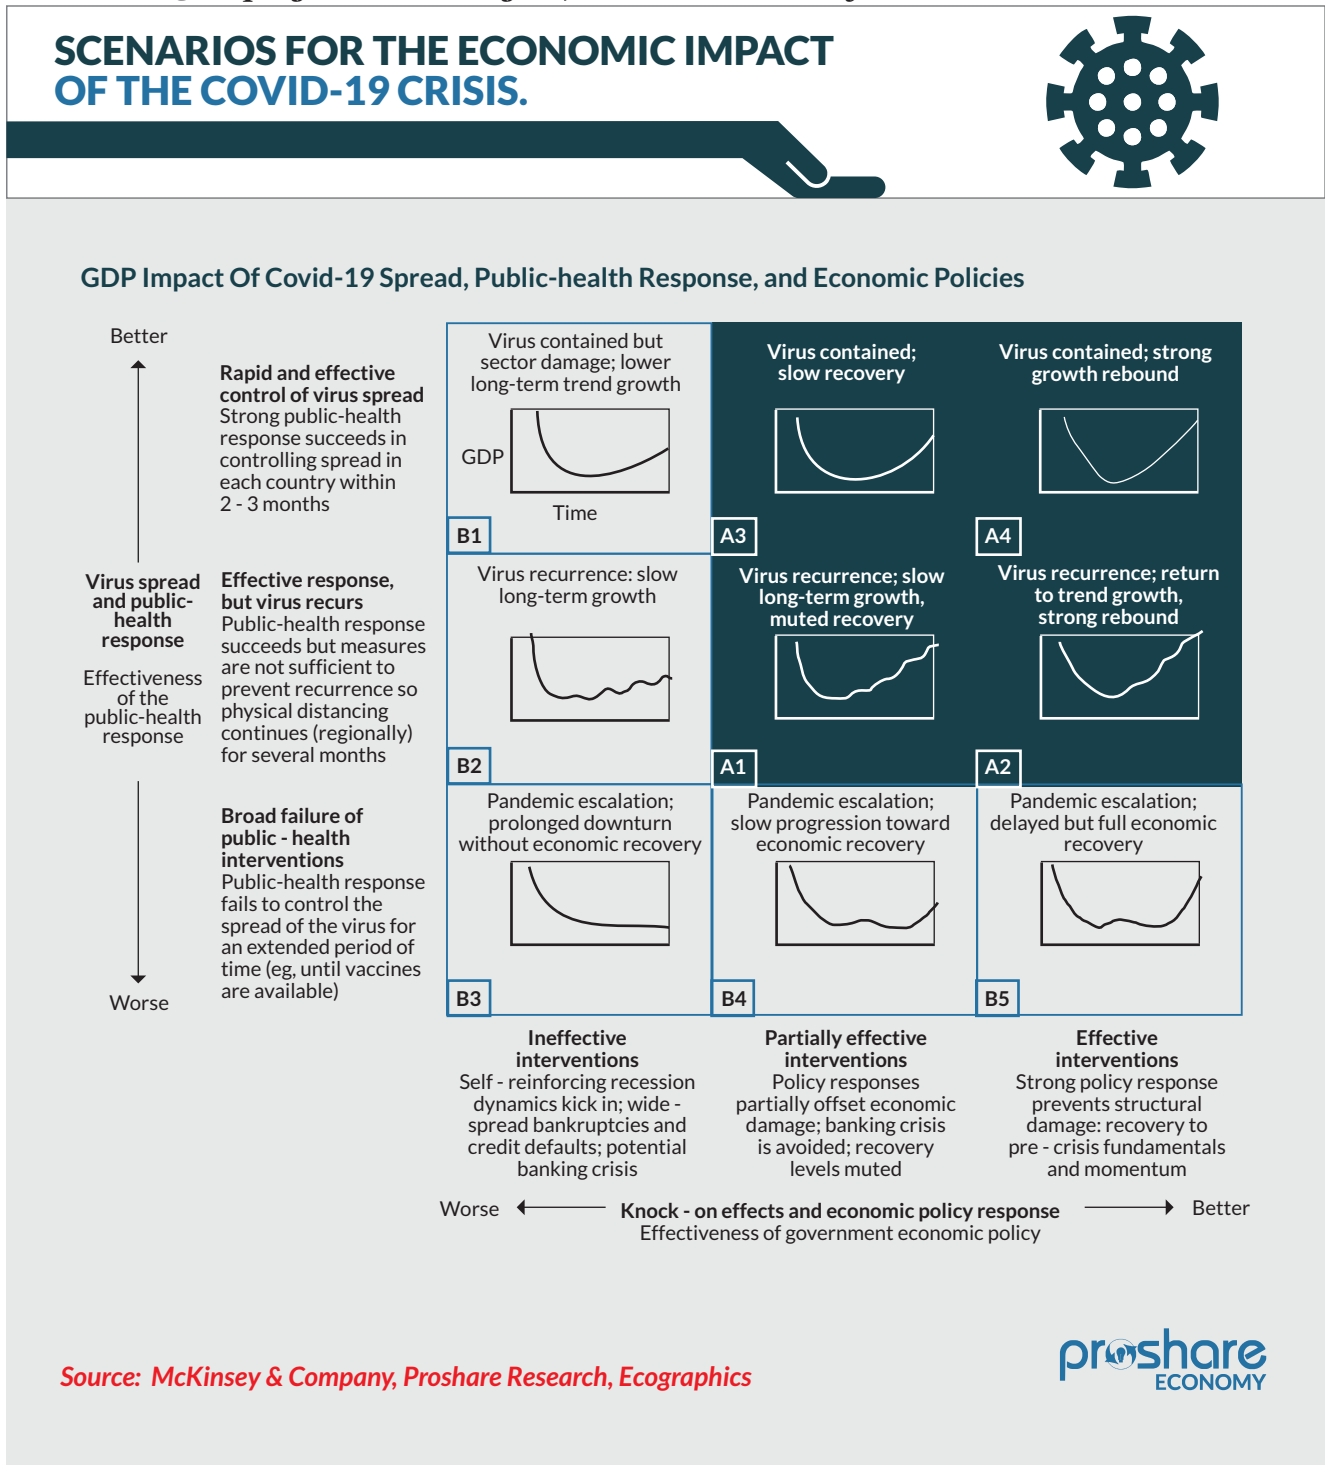 SCENARIOS FOR THE ECONOMIC IMPACT
OF THE COVID-19 CRISIS.
GDP Impact Of Covid-19 Spread, Public-health Response, and Economic Policies
Better
Virus spread
and public-
health
response
Effectiveness
of the
public-health
response
Worse
Rapid and effective
control of virus spread
Strong public-health
response succeeds in
controlling spread in
each country within
2 - 3 months
Virus contained but
sector damage; lower
long-term trend growth
GDP
Time
B1
Virus contained;
slow recovery
A3
Virus contained; strong
growth rebound
A4
Effective response,
but virus recurs
Public-health response
succeeds but measures
are not sufficient to
prevent recurrence so
physical distancing
continues (regionally)
for several months
Virus recurrence: slow
long-term growth
B2
Virus recurrence; slow
long-term growth,
muted recovery
A1
Virus recurrence; return
to trend growth,
strong rebound
A2
Broad failure of
public - health
interventions
Public-health response
fails to control the
spread of the virus for
an extended period of
time (eg, until vaccines
are available)
Pandemic escalation;
prolonged downturn
without economic recovery
B3
Pandemic escalation;
slow progression toward
economic recovery
B4
Pandemic escalation;
delayed but full economic
recovery
B5
Ineffective
interventions
Self - reinforcing recession
dynamics kick in; wide -
spread bankruptcies and
credit defaults; potential
banking crisis
Partially effective
interventions
Policy responses
partially offset economic
damage; banking crisis
is avoided; recovery
levels muted
Effective
interventions
Strong policy response
prevents structural
damage: recovery to
pre - crisis fundamentals
and momentum
Worse
Knock - on effects and economic policy response
Better
Effectiveness of government economic policy
Source: McKinsey & Company, Proshare Research, Ecographics
proshare
ECONOMY